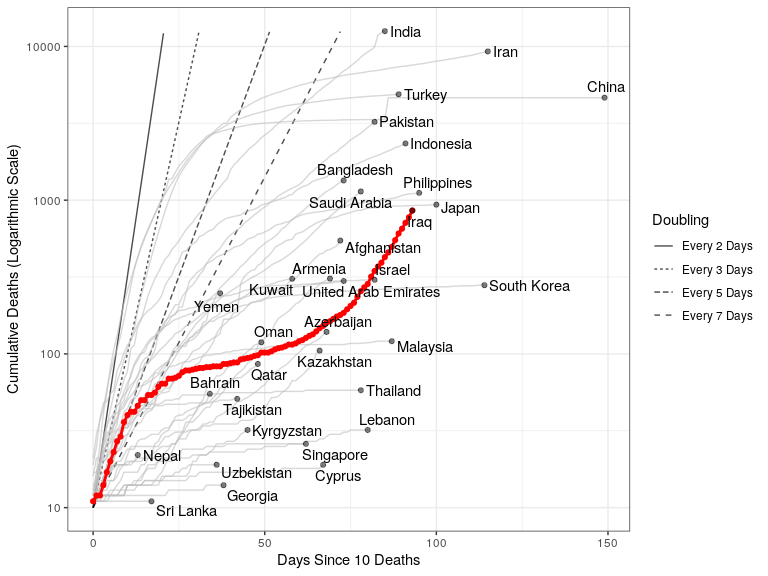 India
Iran
China
Turkey
Pakistan
Indonesia
Bangladesh
Philippines
Saudi Arabia
Japan
Iraq
Afghanistan
Armenia
Israel
Kuwait
United Arab Emirates
South Korea
Yemen
Azerbaijan
Oman
Malaysia
Kazakhstan
Qatar
Bahrain
Thailand
Tajikistan
Lebanon
Kyrgyzstan
Nepal
Singapore
Uzbekistan
Cyprus
Georgia
Sri Lanka
10000
1000
100
10
0
50
100
150
Days Since 10 Deaths
Cumulative Deaths (Logarithmic Scale)
Doubling
Every 2 Days
Every 3 Days
Every 5 Days
Every 7 Days